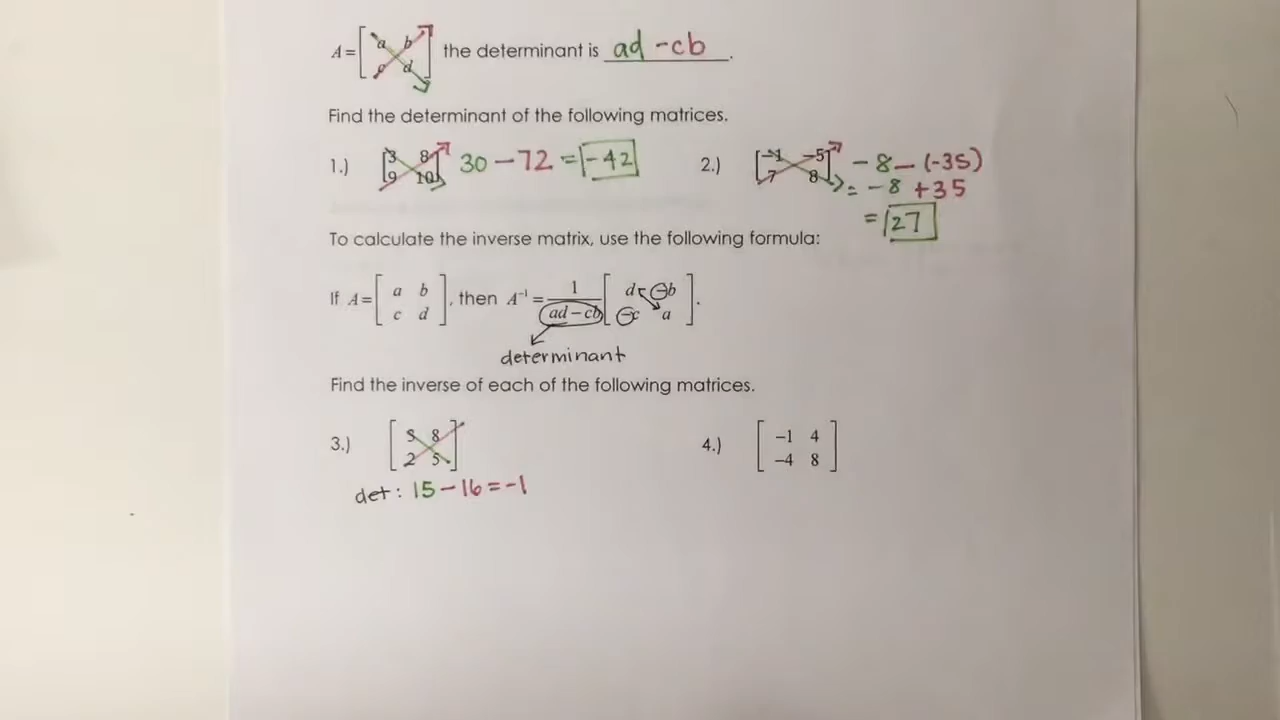 A = [ a b the determinant is ad - cb .
c d ]
Find the determinant of the following matrices.
1.) [ 3 8 30 - 72 = -42
9 10 ]
2.) [ -1 -5 - 8 - (-35)
7 8 ] = - 8 + 35
= 27
To calculate the inverse matrix, use the following formula:
If A = [ a b c d ], then A⁻¹ = 1 / ad - cb [ d -b -c a ].
determinant
Find the inverse of each of the following matrices.
3.) [ 3 8
2 5 ]
det : 15 - 16 = -1
4.) [ -1 4
-4 8 ]